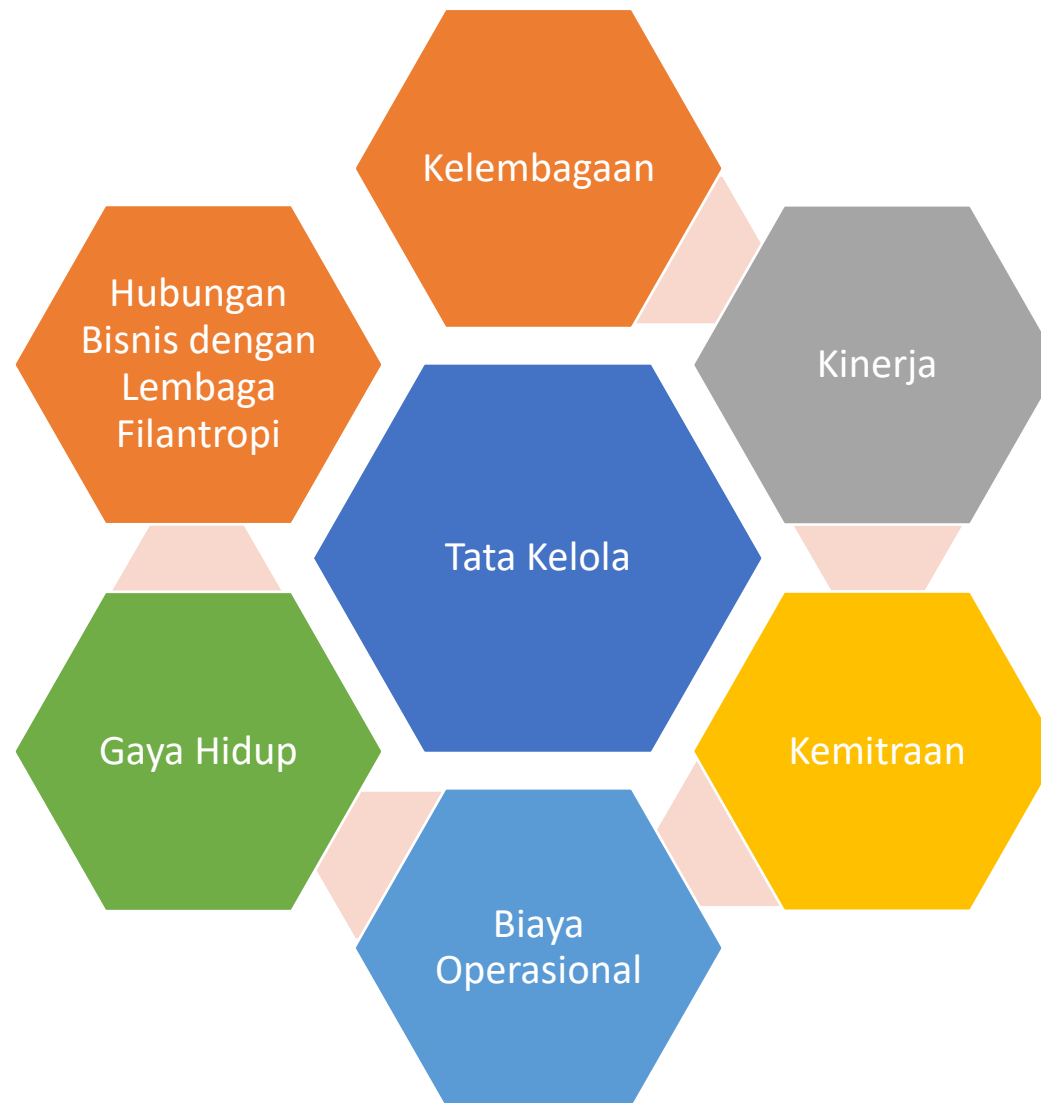 Kelembagaan
Kinerja
Kemitraan
Biaya
Operasional
Gaya Hidup
Hubungan
Bisnis dengan
Lembaga
Filantropi
Tata Kelola